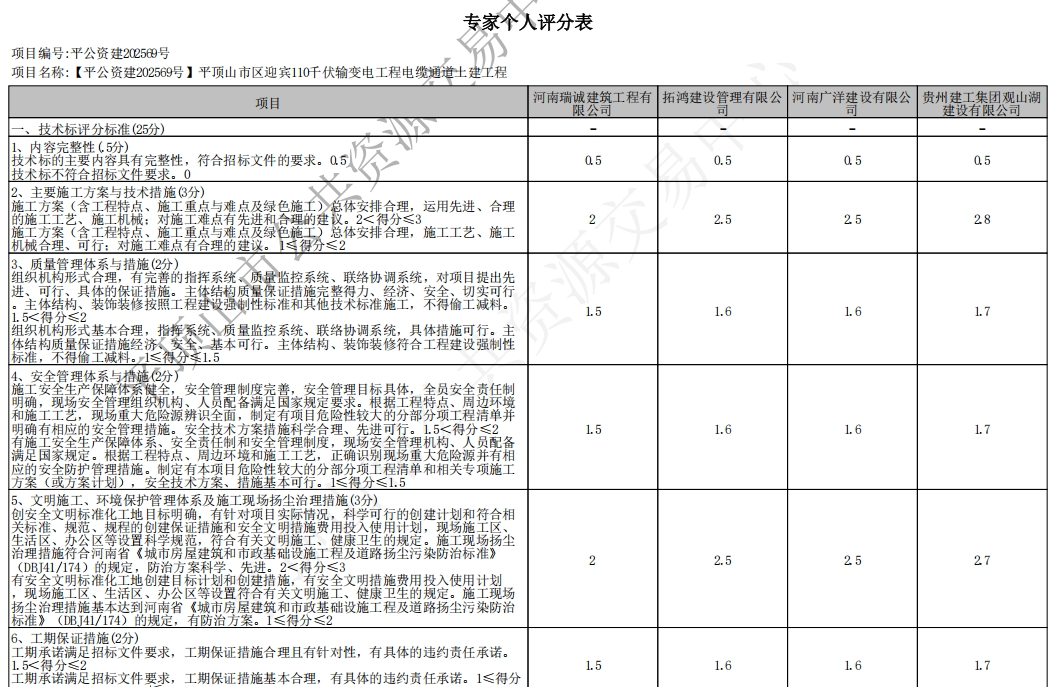 专家个人评分表
项目编号:平公资建202569号
项目名称:【平公资建202569号】平顶山市区迎宾110千伏输变电工程电缆通道土建工程
项目 河南瑞诚建筑工程有限公司 拓鸿建设管理有限公司 河南广洋建设有限公司 贵州建工集团观山湖建设有限公司
一、技术标评分标准(25分) - - - -
1、内容完整性(.5分)
技术标的主要内容具有完整性，符合招标文件的要求。0.5
技术标不符合招标文件要求。0
0.5 0.5 0.5 0.5
2、主要施工方案与技术措施(3分)
施工方案（含工程特点、施工重点与难点及绿色施工）总体安排合理，运用先进、合理
的施工工艺、施工机械；对施工难点有先进和合理的建议。2＜得分≤3
施工方案（含工程特点、施工重点与难点及绿色施工）总体安排合理，施工工艺、施工
机械合理、可行；对施工难点有合理的建议。1≤得分≤2
2 2.5 2.5 2.8
3、质量管理体系与措施(2分)
组织机构形式合理，有完善的指挥系统、质量监控系统、联络协调系统，对项目提出先
进、可行、具体的保证措施。主体结构质量保证措施完整得力、经济、安全、切实可行
。主体结构、装饰装修按照工程建设强制性标准和其他技术标准施工，不得偷工减料。
1.5＜得分≤2
组织机构形式基本合理，指挥系统、质量监控系统、联络协调系统，具体措施可行。主
体结构质量保证措施经济、安全、基本可行。主体结构、装饰装修符合工程建设强制性
标准，不得偷工减料。1≤得分≤1.5
1.5 1.6 1.6 1.7
4、安全管理体系与措施(2分)
施工安全生产保障体系健全，安全管理制度完善，安全管理目标具体，全员安全责任制
明确，现场安全管理组织机构、人员配备满足国家规定要求。根据工程特点、周边环境
和施工工艺，现场重大危险源辨识全面，制定有项目危险性较大的分部分项工程清单并
明确有相应的安全管理措施。安全技术方案措施科学合理、先进可行。1.5＜得分≤2
有施工安全生产保障体系、安全责任制和安全管理制度，现场安全管理机构、人员配备
满足国家规定。根据工程特点、周边环境和施工工艺，正确识别现场重大危险源并有相
应的安全防护管理措施。制定有本项目危险性较大的分部分项工程清单和相关专项施工
方案（或方案计划），安全技术方案、措施基本可行。1≤得分≤1.5
1.5 1.6 1.6 1.7
5、文明施工、环境保护管理体系及施工现场扬尘治理措施(3分)
创安全文明标准化工地目标明确，有针对项目实际情况，科学可行的创建计划和符合相
关标准、规范、规程的创建保证措施和安全文明措施费用投入使用计划，现场施工区、
生活区、办公区等设置科学规范，符合有关文明施工、健康卫生的规定。施工现场扬尘
治理措施符合河南省《城市房屋建筑和市政基础设施工程及道路扬尘污染防治标准》
（DBJ41/174）的规定，防治方案科学、先进。2＜得分≤3
有安全文明标准化工地创建目标计划和创建措施，有安全文明措施费用投入使用计划
，现场施工区、生活区、办公区等设置符合有关文明施工、健康卫生的规定。施工现场
扬尘治理措施基本达到河南省《城市房屋建筑和市政基础设施工程及道路扬尘污染防治
标准》（DBJ41/174）的规定，有防治方案。1≤得分≤2
2 2.5 2.5 2.7
6、工期保证措施(2分)
工期承诺满足招标文件要求，工期保证措施合理且有针对性，有具体的违约责任承诺。
1.5＜得分≤2
工期承诺满足招标文件要求，工期保证措施基本合理，有具体的违约责任承诺。1≤得分
1.5 1.6 1.6 1.7